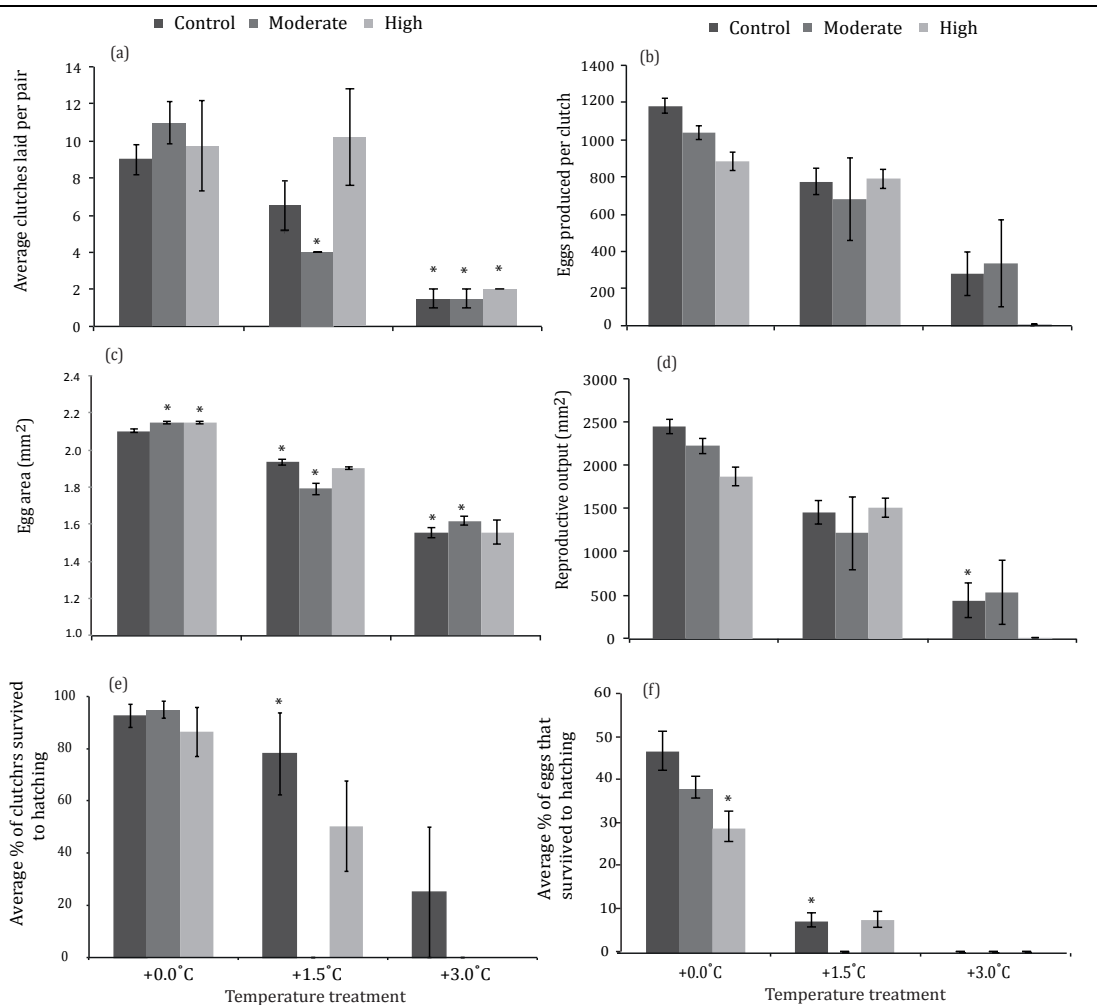 Control Moderate High
Control Moderate High
(a)
Average clutches laid per pair
14
12
10
8
6
4
2
0
*
* * *
(b)
Eggs produced per clutch
1400
1200
1000
800
600
400
200
0
(c)
Egg area (mm²)
2.4
2.2
2.0
1.8
1.6
1.4
1.2
1.0
* *
* *
* *
(d)
Reproductive output (mm²)
3000
2500
2000
1500
1000
500
0
*
(e)
Average % of clutchrs survived
to hatching
100
80
60
40
20
0
*
+0.0°C +1.5°C +3.0°C
Temperature treatment
(f)
Average % of eggs that
surviived to hatching
60
50
40
30
20
10
0
*
*
+0.0°C +1.5°C +3.0°C
Temperature treatment